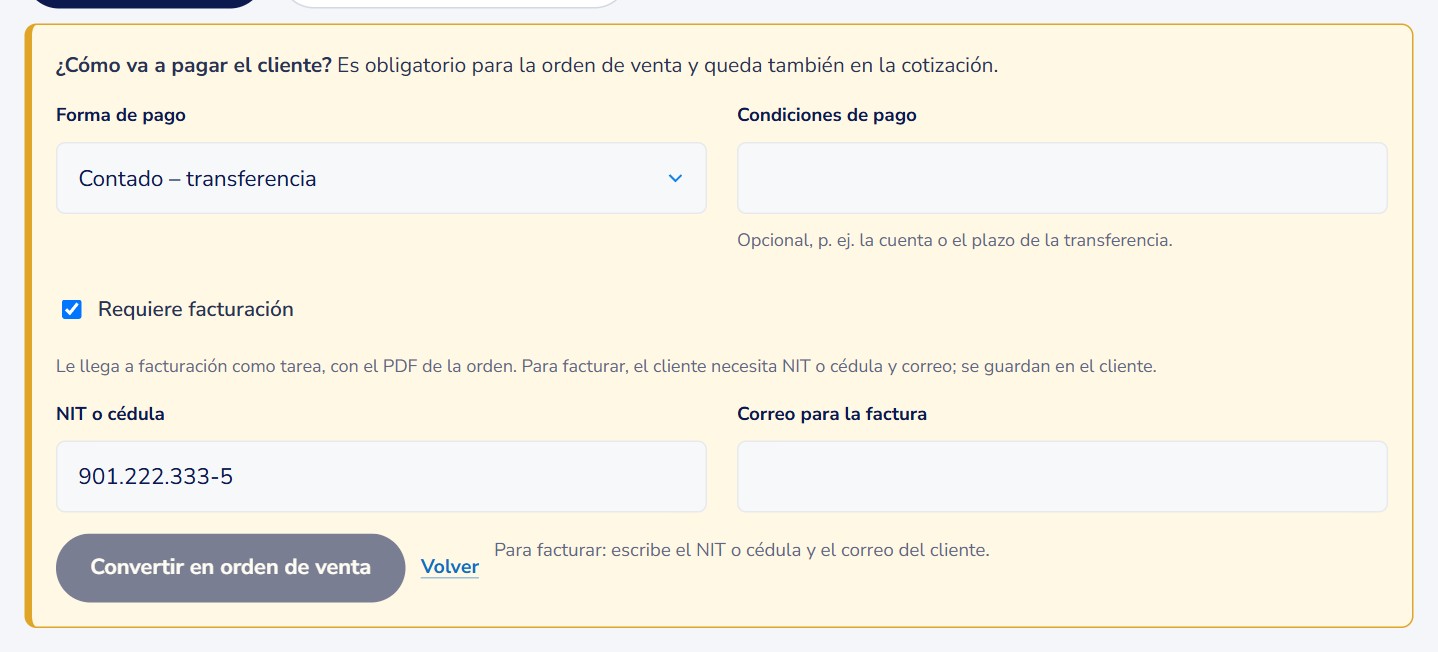 ¿Cómo va a pagar el cliente? Es obligatorio para la orden de venta y queda también en la cotización.
Forma de pago
Condiciones de pago
Contado – transferencia
Opcional, p. ej. la cuenta o el plazo de la transferencia.
Requiere facturación
Le llega a facturación como tarea, con el PDF de la orden. Para facturar, el cliente necesita NIT o cédula y correo; se guardan en el cliente.
NIT o cédula
Correo para la factura
901.222.333-5
Convertir en orden de venta
Volver
Para facturar: escribe el NIT o cédula y el correo del cliente.